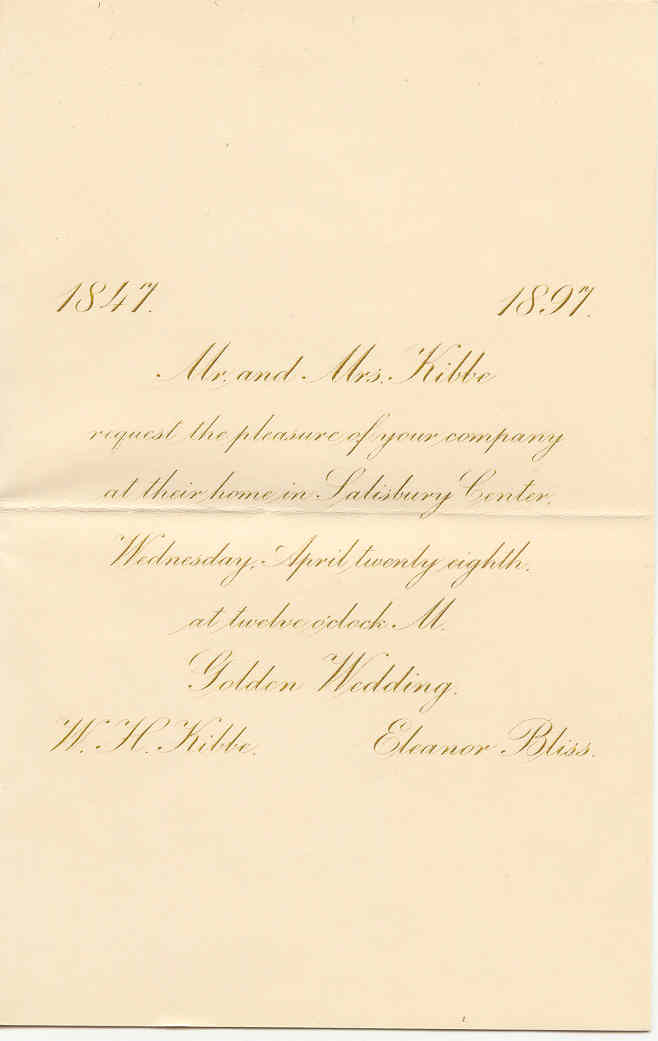 1847. 1897.
Mr. and Mrs. Kibbe
request the pleasure of your company
at their home in Salisbury Center,
Wednesday, April twenty eighth.
at twelve o'clock M.
Golden Wedding.
W. H. Kibbe. Eleanor Bliss.